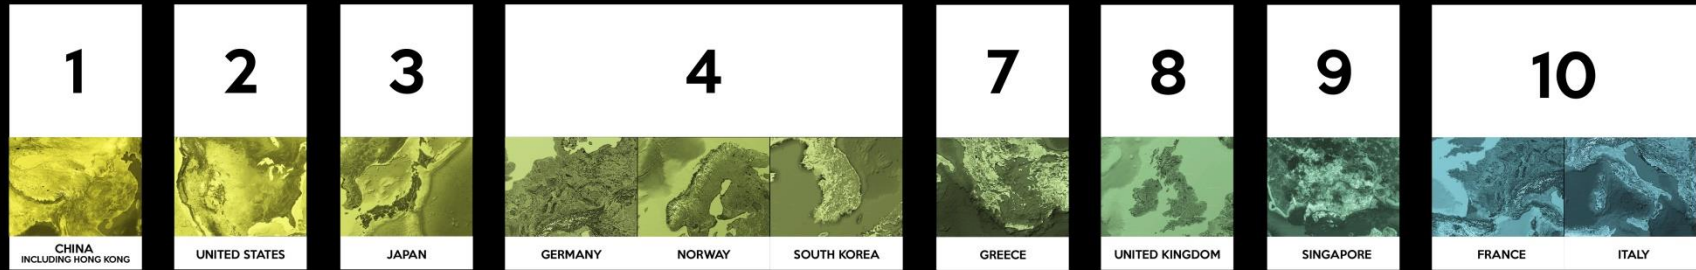 1
CHINA
INCLUDING HONG KONG
2
UNITED STATES
3
JAPAN
4
GERMANY
NORWAY
SOUTH KOREA
7
GREECE
8
UNITED KINGDOM
9
SINGAPORE
10
FRANCE
ITALY